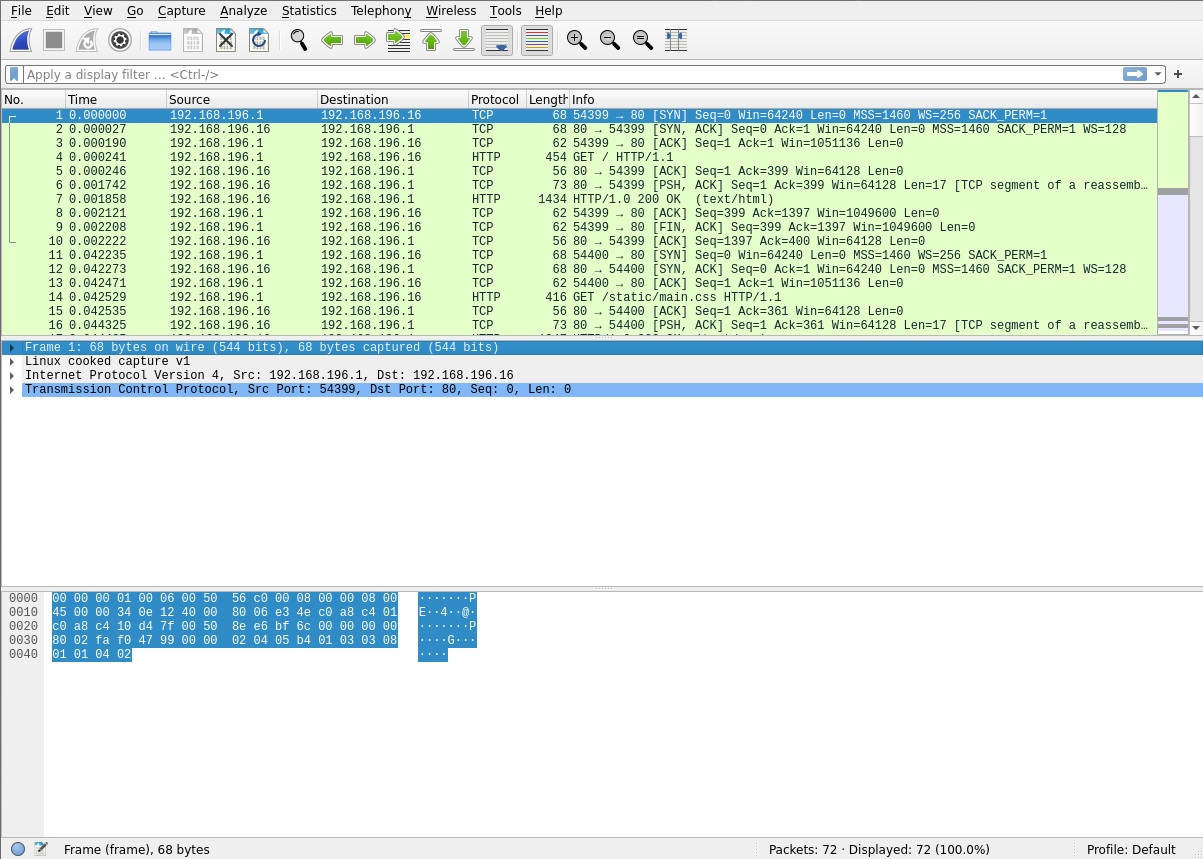 File Edit View Go Capture Analyze Statistics Telephony Wireless Tools Help
Apply a display filter … <Ctrl-/>
No. Time Source Destination Protocol Length Info
1 0.000000 192.168.196.1 192.168.196.16 TCP 68 54399 → 80 [SYN] Seq=0 Win=64240 Len=0 MSS=1460 WS=256 SACK_PERM=1
2 0.000027 192.168.196.16 192.168.196.1 TCP 68 80 → 54399 [SYN, ACK] Seq=0 Ack=1 Win=64240 Len=0 MSS=1460 SACK_PERM=1 WS=128
3 0.000190 192.168.196.1 192.168.196.16 TCP 62 54399 → 80 [ACK] Seq=1 Ack=1 Win=1051136 Len=0
4 0.000241 192.168.196.1 192.168.196.16 HTTP 454 GET / HTTP/1.1
5 0.000246 192.168.196.16 192.168.196.1 TCP 56 80 → 54399 [ACK] Seq=1 Ack=399 Win=64128 Len=0
6 0.001742 192.168.196.16 192.168.196.1 TCP 73 80 → 54399 [PSH, ACK] Seq=1 Ack=399 Win=64128 Len=17 [TCP segment of a reassemb…
7 0.001858 192.168.196.16 192.168.196.1 HTTP 1434 HTTP/1.0 200 OK  (text/html)
8 0.002121 192.168.196.1 192.168.196.16 TCP 62 54399 → 80 [ACK] Seq=399 Ack=1397 Win=1049600 Len=0
9 0.002208 192.168.196.1 192.168.196.16 TCP 62 54399 → 80 [FIN, ACK] Seq=399 Ack=1397 Win=1049600 Len=0
10 0.002222 192.168.196.16 192.168.196.1 TCP 56 80 → 54399 [ACK] Seq=1397 Ack=400 Win=64128 Len=0
11 0.042235 192.168.196.1 192.168.196.16 TCP 68 54400 → 80 [SYN] Seq=0 Win=64240 Len=0 MSS=1460 WS=256 SACK_PERM=1
12 0.042273 192.168.196.16 192.168.196.1 TCP 68 80 → 54400 [SYN, ACK] Seq=0 Ack=1 Win=64240 Len=0 MSS=1460 SACK_PERM=1 WS=128
13 0.042471 192.168.196.1 192.168.196.16 TCP 62 54400 → 80 [ACK] Seq=1 Ack=1 Win=1051136 Len=0
14 0.042529 192.168.196.1 192.168.196.16 HTTP 416 GET /static/main.css HTTP/1.1
15 0.042535 192.168.196.16 192.168.196.1 TCP 56 80 → 54400 [ACK] Seq=1 Ack=361 Win=64128 Len=0
16 0.044325 192.168.196.16 192.168.196.1 TCP 73 80 → 54400 [PSH, ACK] Seq=1 Ack=361 Win=64128 Len=17 [TCP segment of a reassemb…
Frame 1: 68 bytes on wire (544 bits), 68 bytes captured (544 bits)
Linux cooked capture v1
Internet Protocol Version 4, Src: 192.168.196.1, Dst: 192.168.196.16
Transmission Control Protocol, Src Port: 54399, Dst Port: 80, Seq: 0, Len: 0
0000 00 00 00 01 00 06 00 50 56 c0 00 08 00 00 08 00 ·······P
0010 45 00 00 34 0e 12 40 00 80 06 e3 4e c0 a8 c4 01 E··4··@·
0020 c0 a8 c4 10 d4 7f 00 50 8e e6 bf 6c 00 00 00 00 ·······P
0030 80 02 fa f0 47 99 00 00 02 04 05 b4 01 03 03 08 ····G···
0040 01 01 04 02 ····
Frame (frame), 68 bytes Packets: 72 · Displayed: 72 (100.0%) Profile: Default